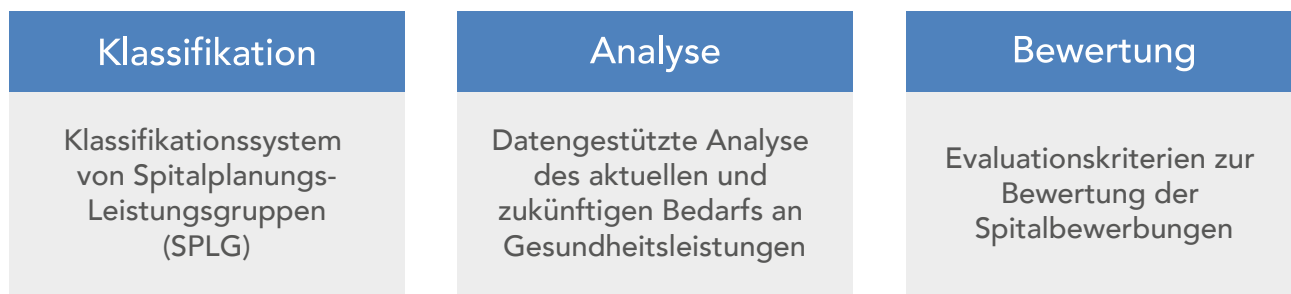 Klassifikation
Klassifikationssystem
von Spitalplanungs-
Leistungsgruppen
(SPLG)
Analyse
Datengestützte Analyse
des aktuellen und
zukünftigen Bedarfs an
Gesundheitsleistungen
Bewertung
Evaluationskriterien zur
Bewertung der
Spitalbewerbungen